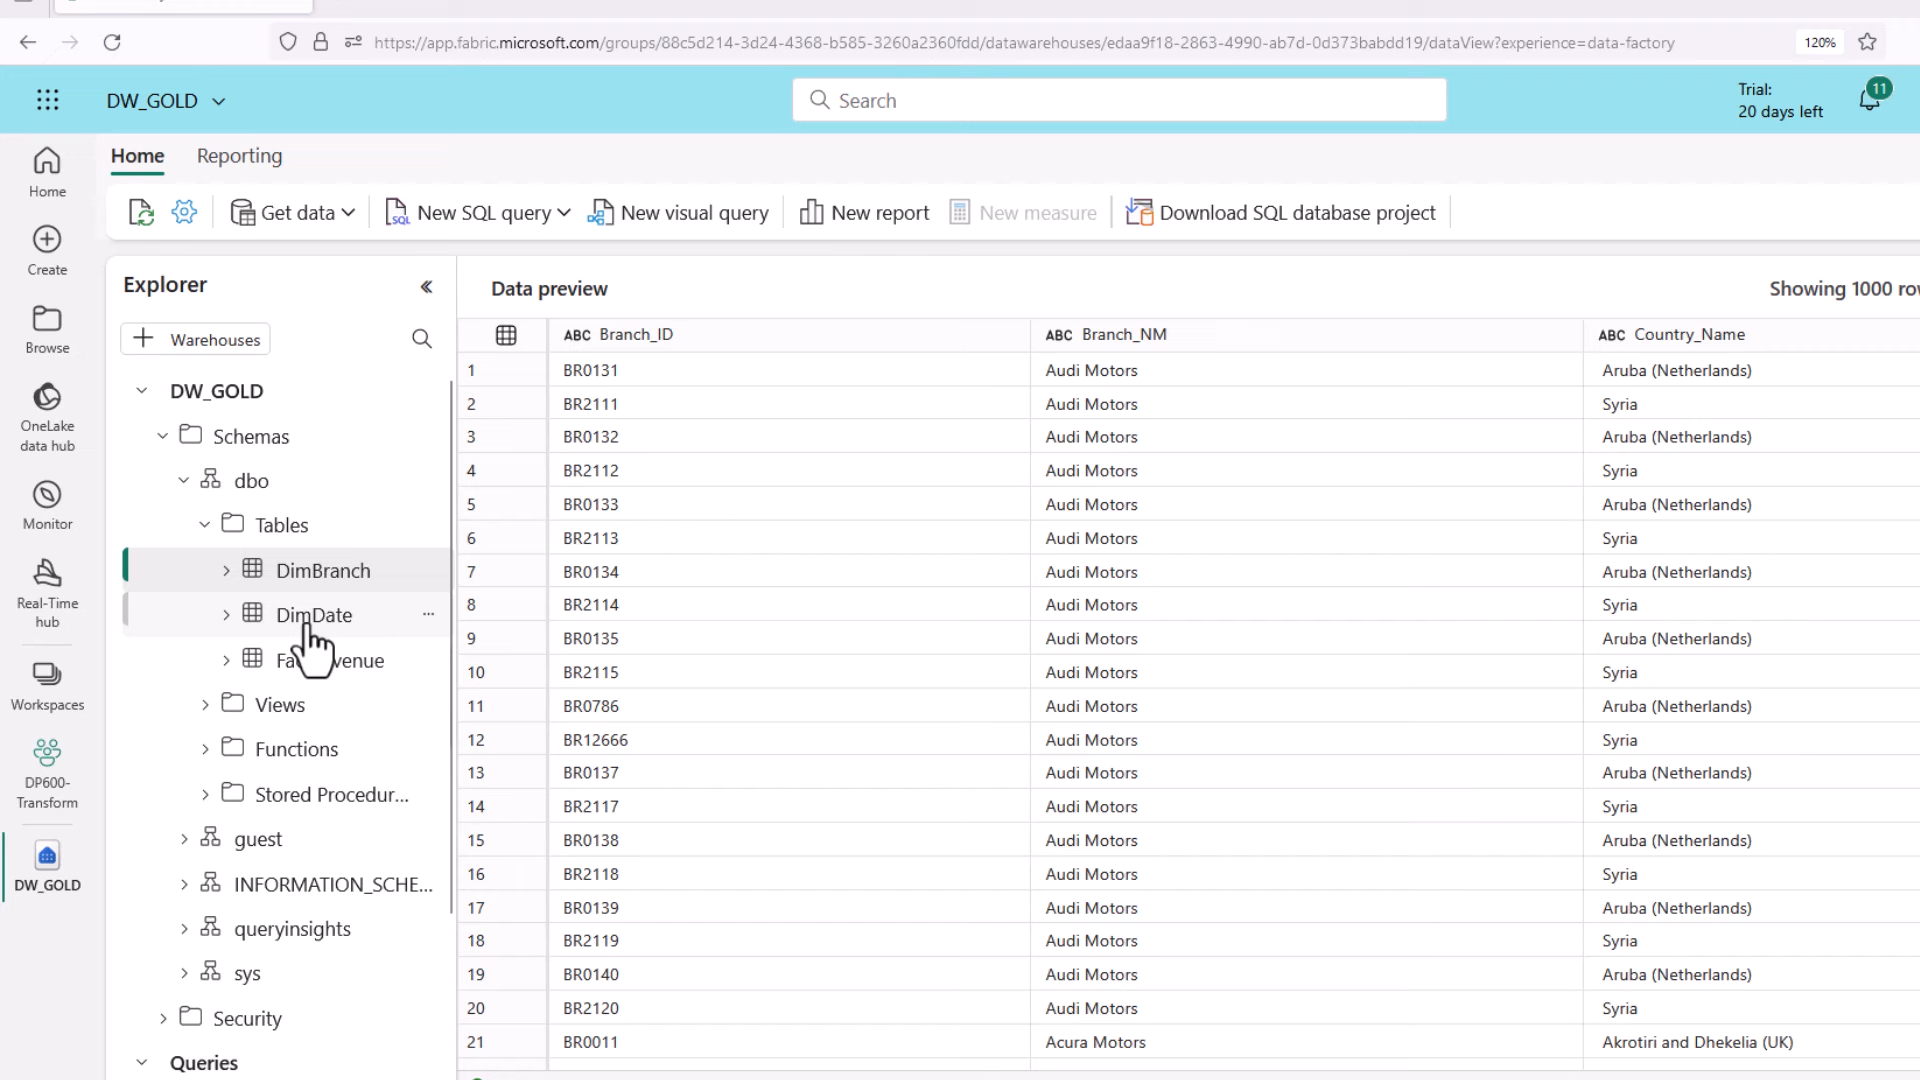 https://app.fabric.microsoft.com/groups/88c5d214-3d24-4368-b585-3260a2360fdd/datawarehouses/edaa9f18-2863-4990-ab7d-0d373babdd19/dataView?experience=data-factory
120%
DW_GOLD
Search
Trial:
20 days left
11
Home
Reporting
Get data
New SQL query
New visual query
New report
New measure
Download SQL database project
Home
Create
Browse
OneLake
data hub
Monitor
Real-Time
hub
Workspaces
DP600-
Transform
DW_GOLD
Explorer
Warehouses
DW_GOLD
Schemas
dbo
Tables
DimBranch
DimDate
Views
Functions
Stored Procedur...
guest
INFORMATION_SCHE...
queryinsights
sys
Security
Queries
Data preview
Showing 1000
ABC Branch_ID ABC Branch_NM ABC Country_Name
1 BR0131 Audi Motors Aruba (Netherlands)
2 BR2111 Audi Motors Syria
3 BR0132 Audi Motors Aruba (Netherlands)
4 BR2112 Audi Motors Syria
5 BR0133 Audi Motors Aruba (Netherlands)
6 BR2113 Audi Motors Syria
7 BR0134 Audi Motors Aruba (Netherlands)
8 BR2114 Audi Motors Syria
9 BR0135 Audi Motors Aruba (Netherlands)
10 BR2115 Audi Motors Syria
11 BR0786 Audi Motors Aruba (Netherlands)
12 BR12666 Audi Motors Syria
13 BR0137 Audi Motors Aruba (Netherlands)
14 BR2117 Audi Motors Syria
15 BR0138 Audi Motors Aruba (Netherlands)
16 BR2118 Audi Motors Syria
17 BR0139 Audi Motors Aruba (Netherlands)
18 BR2119 Audi Motors Syria
19 BR0140 Audi Motors Aruba (Netherlands)
20 BR2120 Audi Motors Syria
21 BR0011 Acura Motors Akrotiri and Dhekelia (UK)